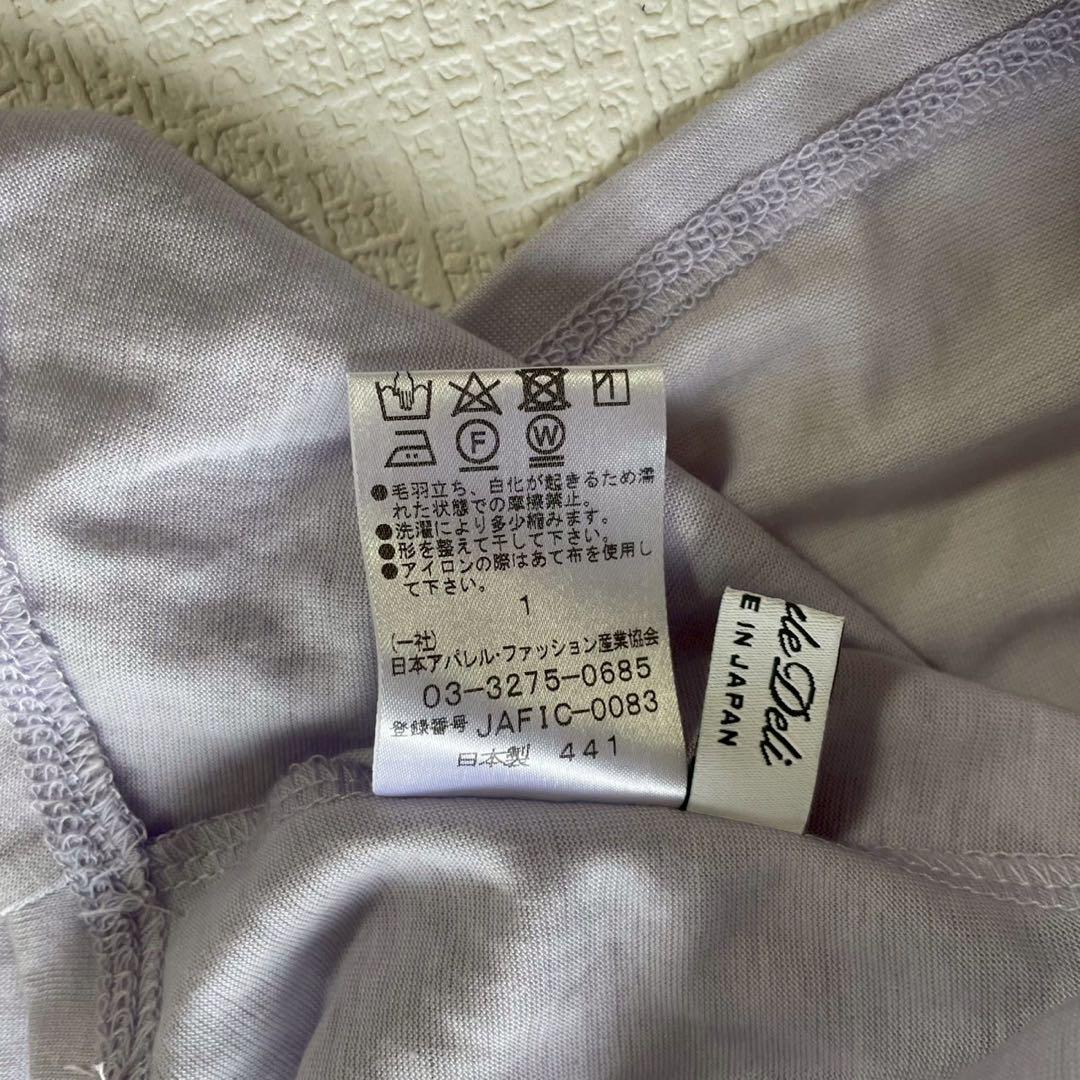 F W
●毛羽立ち、白化が起きるため濡
れた状態での摩擦禁止。
●洗濯により多少縮みます。
●形を整えて干して下さい。
●アイロンの際はあて布を使用し
て下さい。
1
(一社)
日本アパレル・ファッション産業協会
03-3275-0685
登録番号 JAFIC-0083
日本製 441
Deli
E IN JAPAN